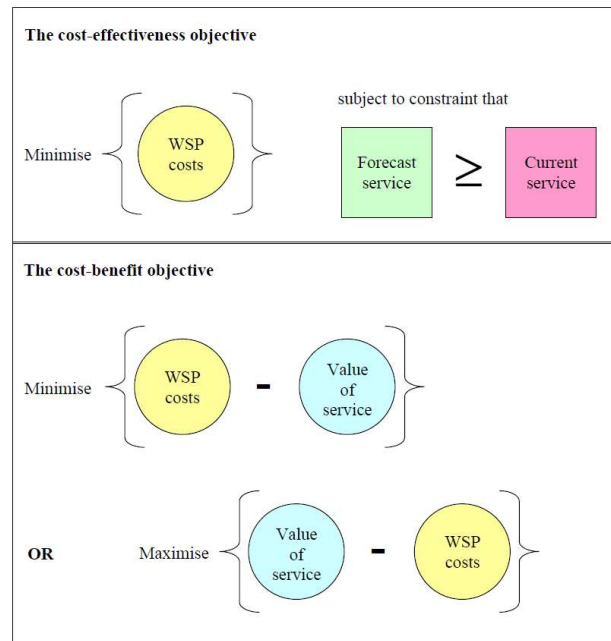 The cost-effectiveness objective
subject to constraint that
Minimise
WSP
costs
Forecast
service
≥
Current
service
The cost-benefit objective
Minimise
WSP
costs
-
Value
of
service
OR
Maximise
Value
of
service
-
WSP
costs